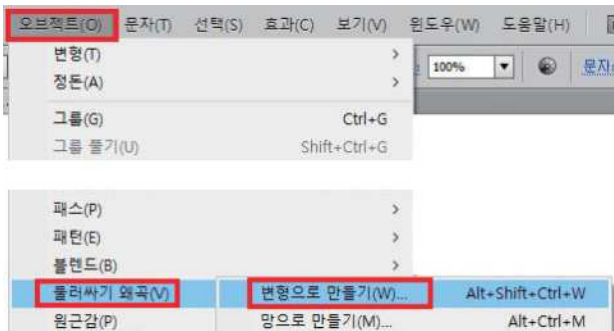 오브젝트(O) 문자(T) 선택(S) 효과(C) 보기(V) 윈도우(W) 도움말(H)
변형(T) >
100%
정돈(A) >
그룹(G) Ctrl+G
그룹 풀기(U) Shift+Ctrl+G
패스(P) >
패턴(E) >
블렌드(B) >
둘러싸기 왜곡(V) 변형으로 만들기(W)... Alt+Shift+Ctrl+W
원근감(P) 망으로 만들기(M)... Alt+Ctrl+M